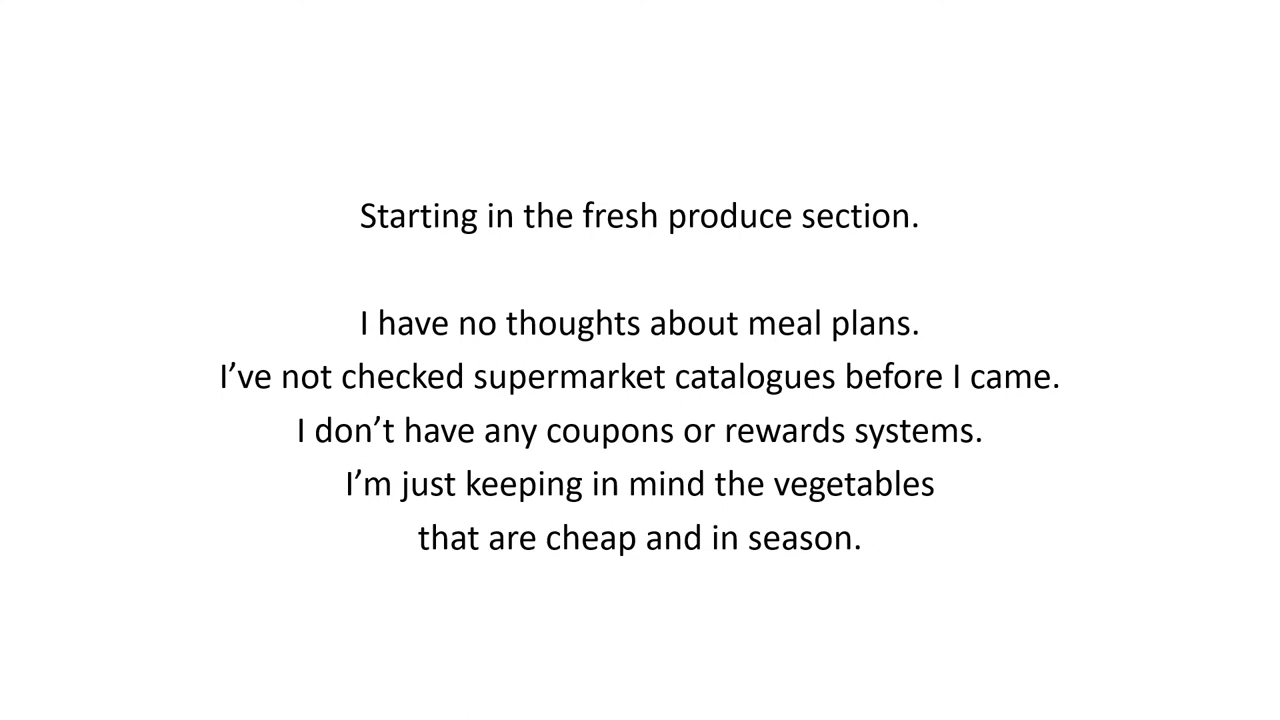 Starting in the fresh produce section.
I have no thoughts about meal plans.
I’ve not checked supermarket catalogues before I came.
I don’t have any coupons or rewards systems.
I’m just keeping in mind the vegetables
that are cheap and in season.